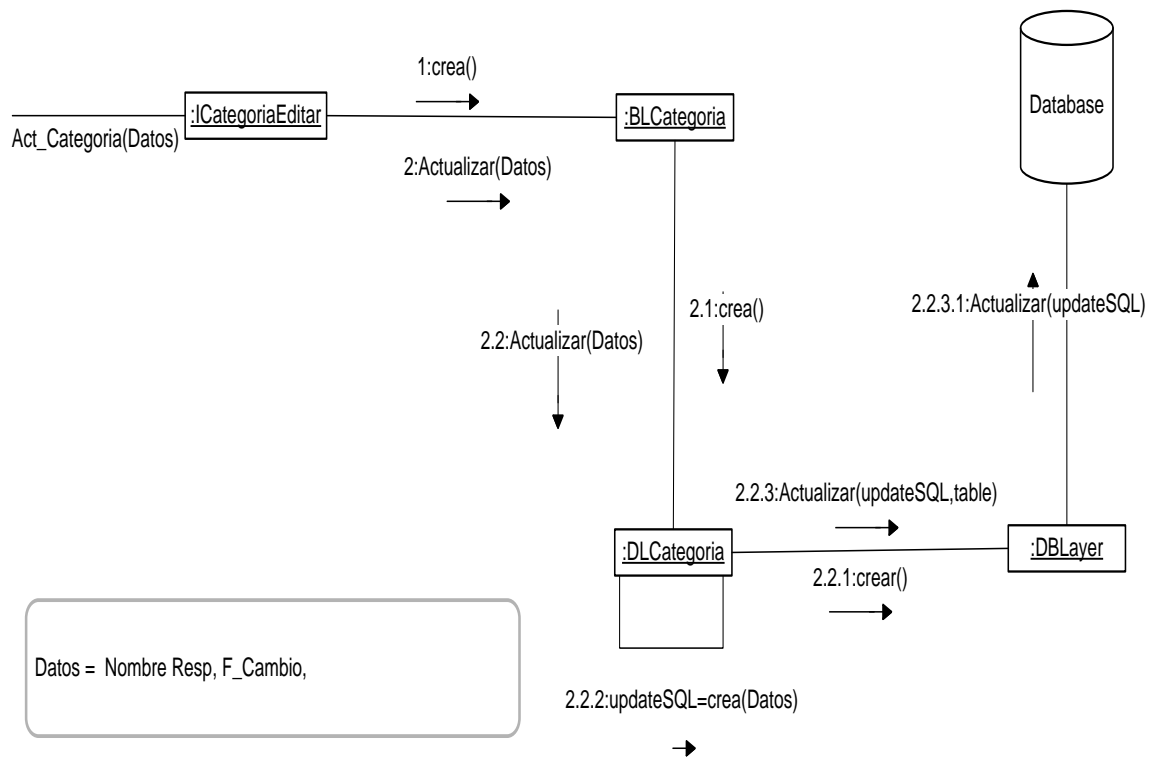 1:crea()
:ICategoriaEditar
:BLCategoria
Database
Act_Categoria(Datos)
2:Actualizar(Datos)
2.1:crea()
2.2.3.1:Actualizar(updateSQL)
2.2:Actualizar(Datos)
2.2.3:Actualizar(updateSQL,table)
:DLCategoria
:DBLayer
2.2.1:crear()
Datos = Nombre Resp, F_Cambio,
2.2.2:updateSQL=crea(Datos)